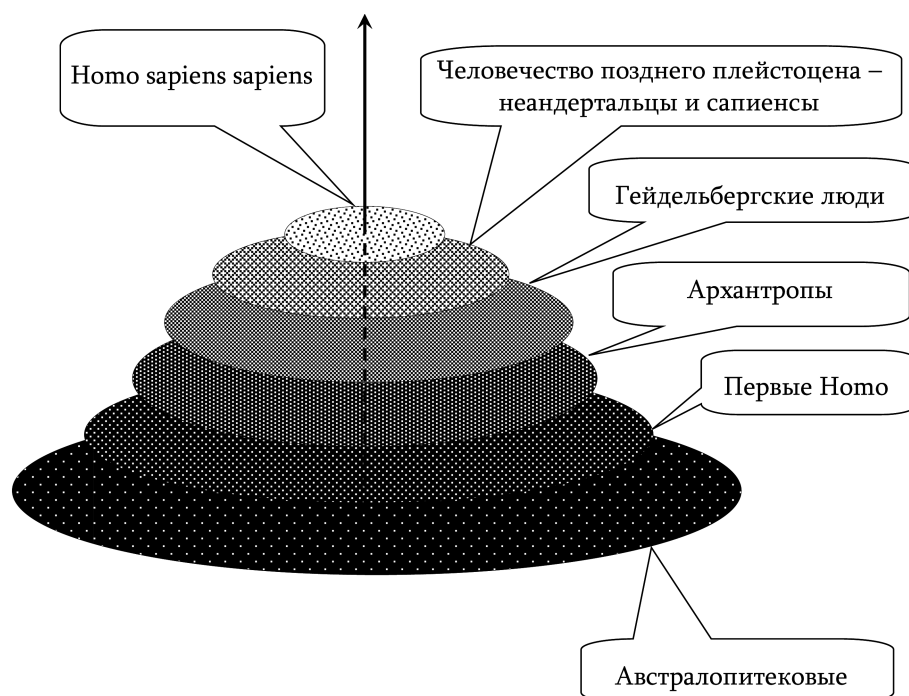 Homo sapiens sapiens
Человечество позднего плейстоцена –
неандертальцы и сапиенсы
Гейдельбергские люди
Архантропы
Первые Homo
Австралопитековые